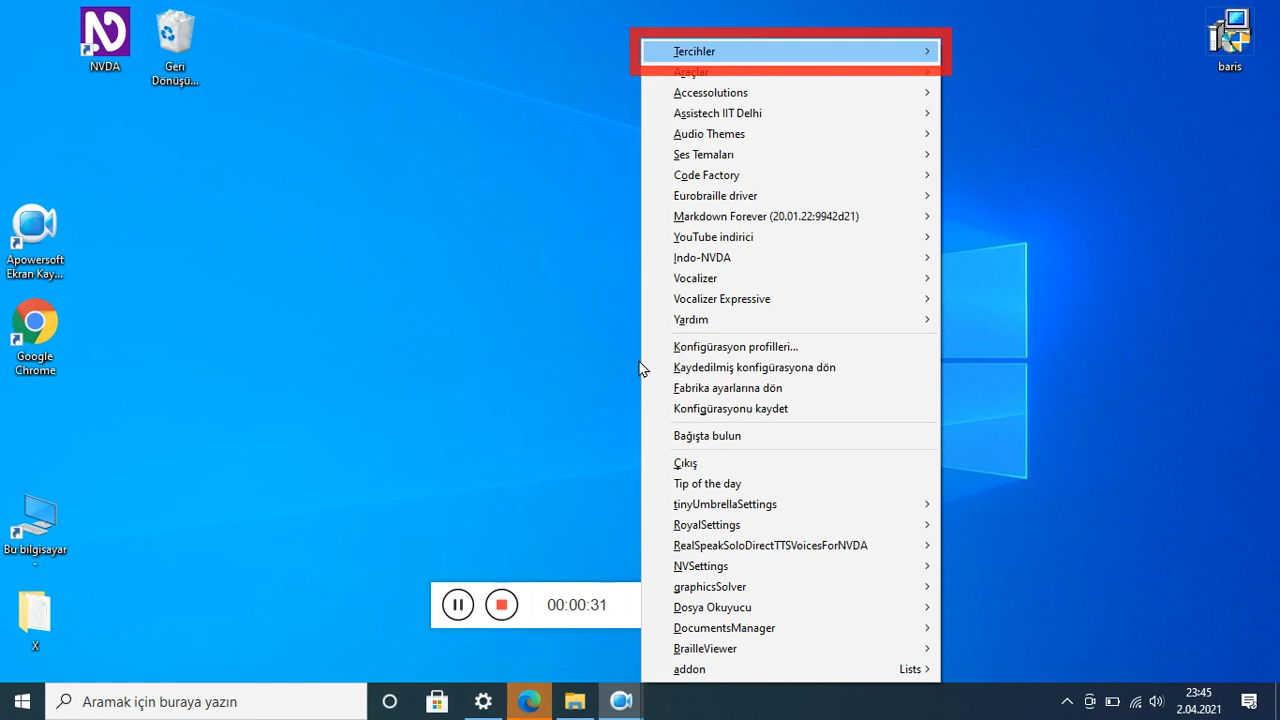 NVDA
Geri
Dönüşü...
baris
Apowersoft
Ekran Kay...
Google
Chrome
Bu bilgisayar
-
X
Tercihler
Araçlar
Accessolutions
Assistech IIT Delhi
Audio Themes
Ses Temaları
Code Factory
Eurobraille driver
Markdown Forever (20.01.22:9942d21)
YouTube indirici
Indo-NVDA
Vocalizer
Vocalizer Expressive
Yardım
Konfigürasyon profilleri...
Kaydedilmiş konfigürasyona dön
Fabrika ayarlarına dön
Konfigürasyonu kaydet
Bağışta bulun
Çıkış
Tip of the day
tinyUmbrellaSettings
RoyalSettings
RealSpeakSoloDirectTTSVoicesForNVDA
NVSettings
graphicsSolver
Dosya Okuyucu
DocumentsManager
BrailleViewer
addon Lists
00:00:31
Aramak için buraya yazın
23:45
2.04.2021